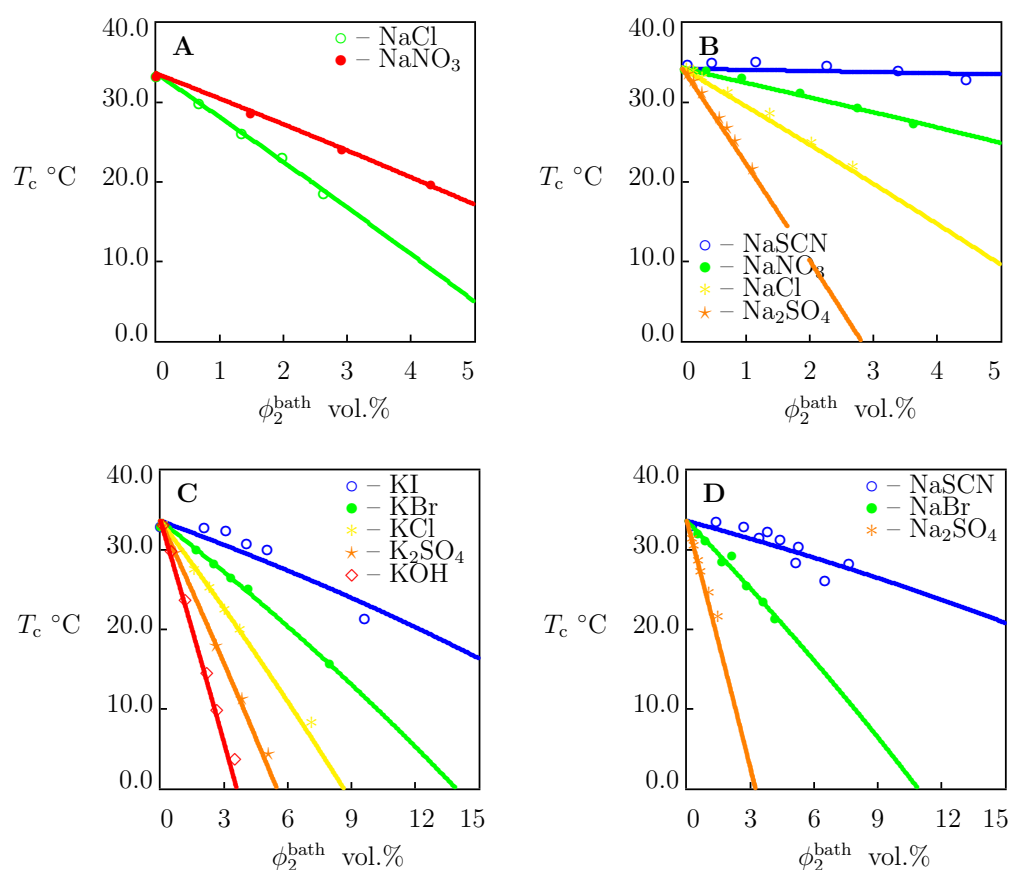 A
○ – NaCl
● – NaNO₃
40.0
30.0
20.0
10.0
0.0
T_c °C
0 1 2 3 4 5
ϕ₂^bath vol.%
B
40.0
30.0
20.0
10.0
0.0
T_c °C
○ – NaSCN
● – NaNO₃
∗ – NaCl
★ – Na₂SO₄
0 1 2 3 4 5
ϕ₂^bath vol.%
C
○ – KI
● – KBr
∗ – KCl
★ – K₂SO₄
◇ – KOH
40.0
30.0
20.0
10.0
0.0
T_c °C
0 3 6 9 12 15
ϕ₂^bath vol.%
D
○ – NaSCN
● – NaBr
∗ – Na₂SO₄
40.0
30.0
20.0
10.0
0.0
T_c °C
0 3 6 9 12 15
ϕ₂^bath vol.%